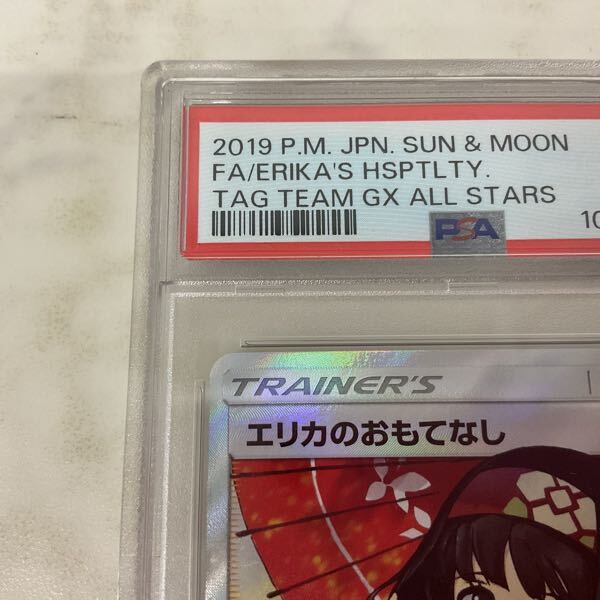 2019 P.M. JPN. SUN & MOON
FA/ERIKA'S HSPTLTY.
TAG TEAM GX ALL STARS
PSA
10
TRAINER'S
エリカのおもてなし